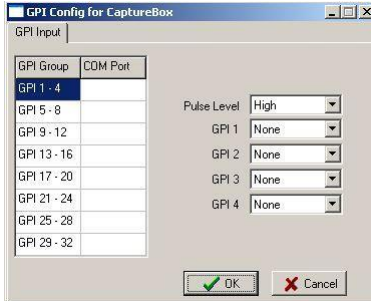 GPI Config for CaptureBox
GPI Input
GPI Group COM Port
GPI 1 - 4
GPI 5 - 8
GPI 9 - 12
GPI 13 - 16
GPI 17 - 20
GPI 21 - 24
GPI 25 - 28
GPI 29 - 32
Pulse Level High
GPI 1 None
GPI 2 None
GPI 3 None
GPI 4 None
OK Cancel